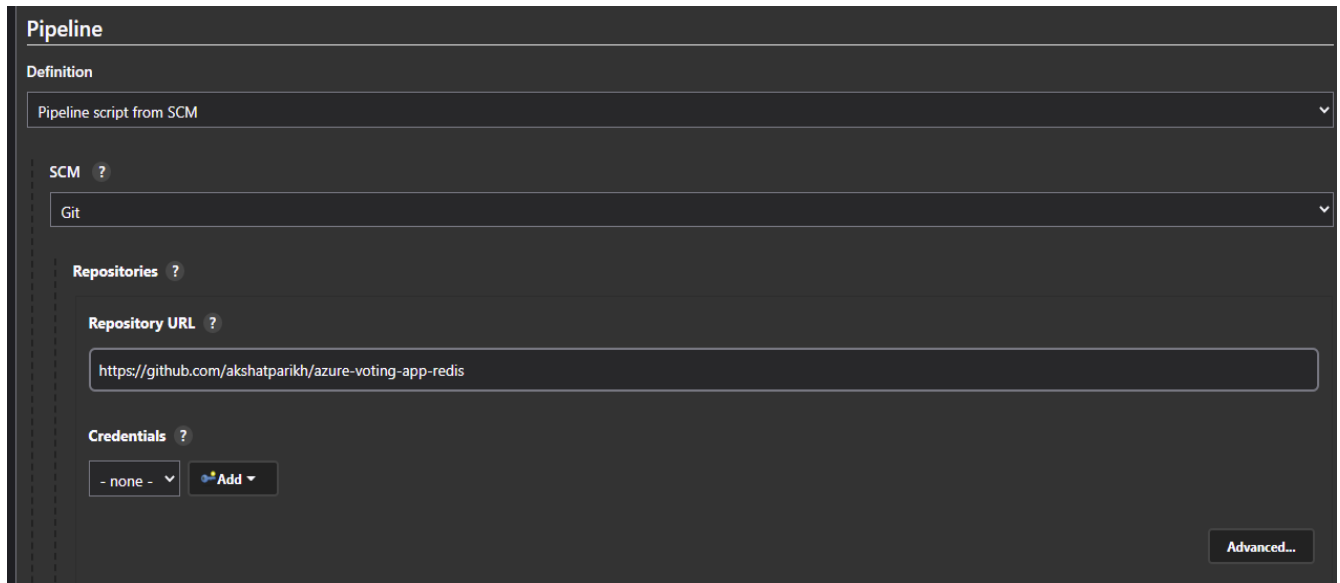 Pipeline
Definition
Pipeline script from SCM
SCM ?
Git
Repositories ?
Repository URL ?
https://github.com/akshatparikh/azure-voting-app-redis
Credentials ?
- none - Add
Advanced...